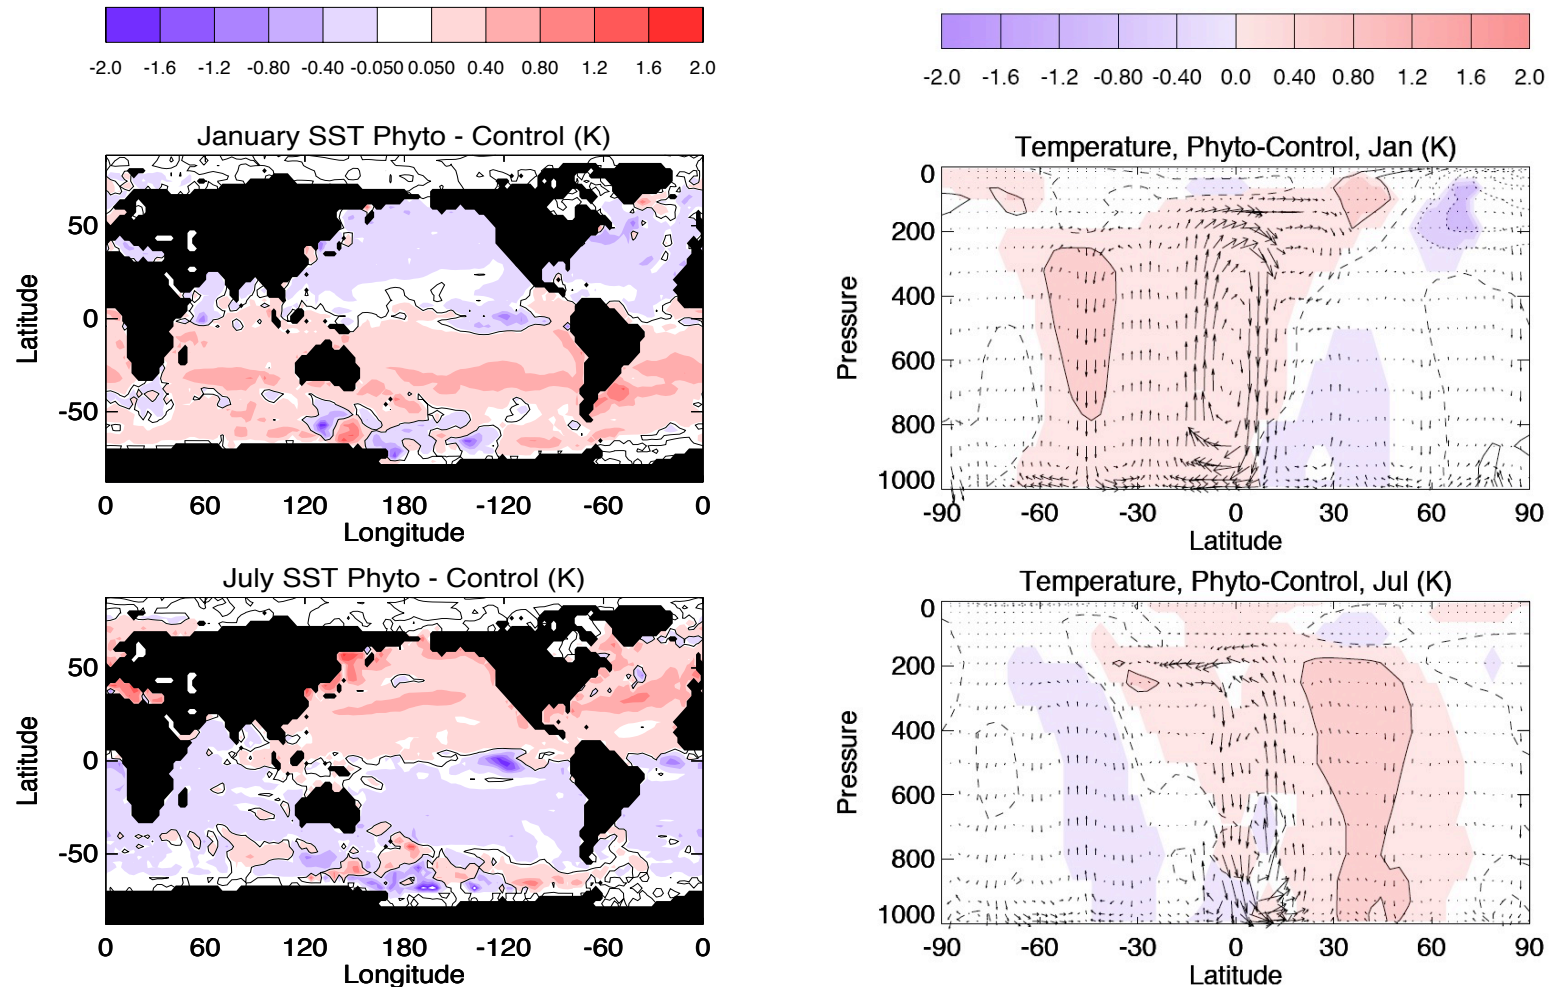 -2.0 -1.6 -1.2 -0.80 -0.40 -0.050 0.050 0.40 0.80 1.2 1.6 2.0
January SST Phyto - Control (K)
Latitude
50
0
-50
0 60 120 180 -120 -60 0
Longitude
July SST Phyto - Control (K)
Latitude
50
0
-50
0 60 120 180 -120 -60 0
Longitude
-2.0 -1.6 -1.2 -0.80 -0.40 0.0 0.40 0.80 1.2 1.6 2.0
Temperature, Phyto-Control, Jan (K)
Pressure
0
200
400
600
800
1000
-90 -60 -30 0 30 60 90
Latitude
Temperature, Phyto-Control, Jul (K)
Pressure
0
200
400
600
800
1000
-90 -60 -30 0 30 60 90
Latitude